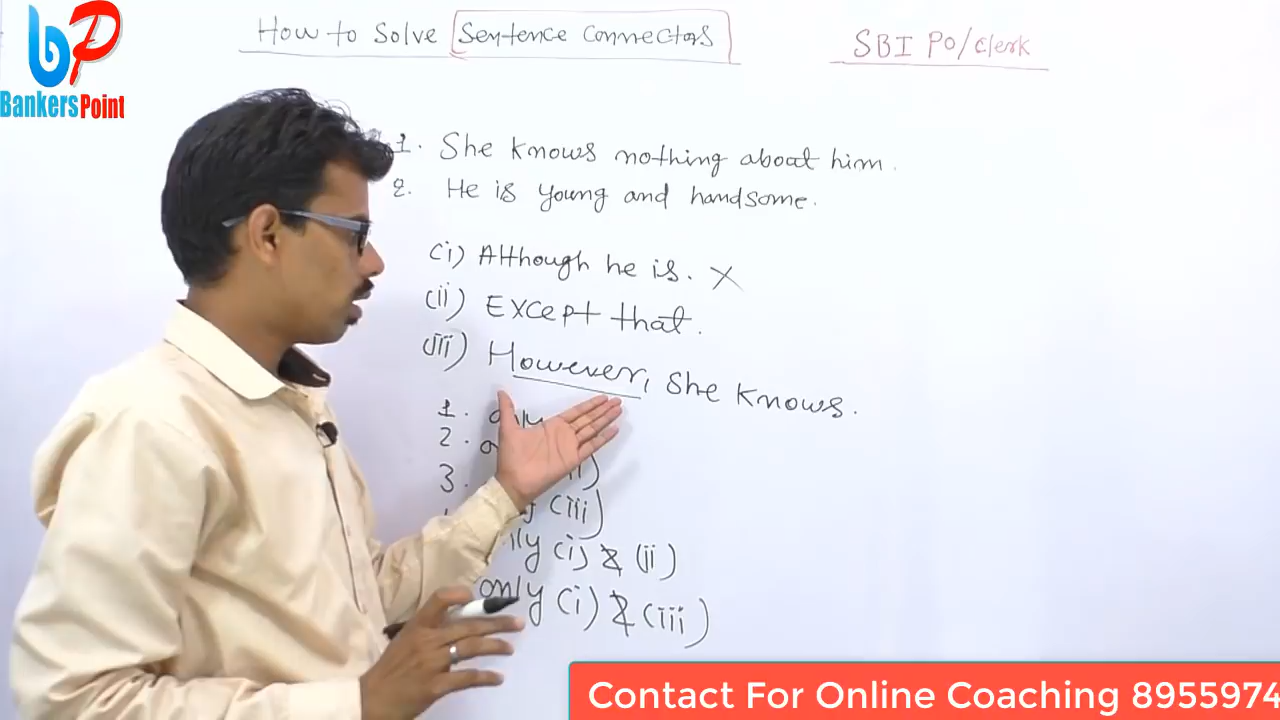 How to Solve Sentence Connectors
SBI PO/Clerk
BankersPoint
1. She knows nothing about him.
2. He is young and handsome.
(i) Although he is. X
(ii) Except that.
(iii) However, She knows.
1. only
2.
3.
(iii)
only (i) & (ii)
only (i) & (iii)
Contact For Online Coaching 8955974